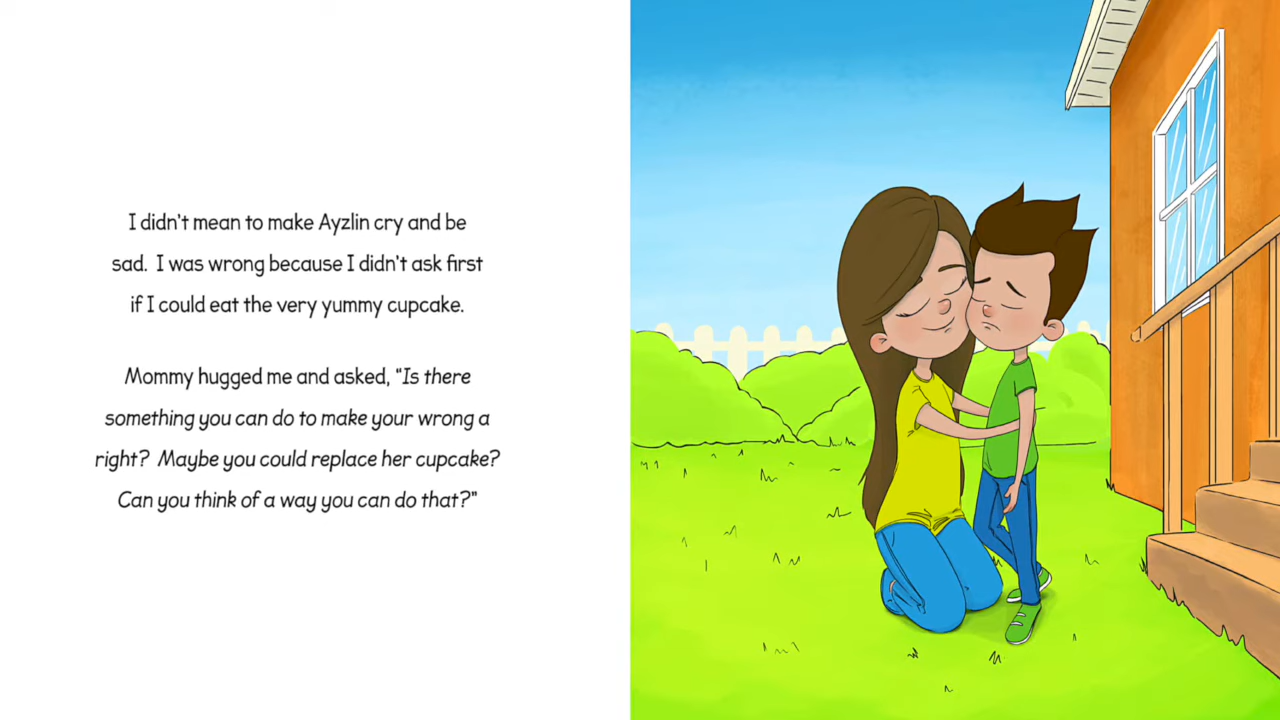 I didn't mean to make Ayzlin cry and be
sad.  I was wrong because I didn't ask first
if I could eat the very yummy cupcake.
Mommy hugged me and asked, “Is there
something you can do to make your wrong a
right?  Maybe you could replace her cupcake?
Can you think of a way you can do that?”